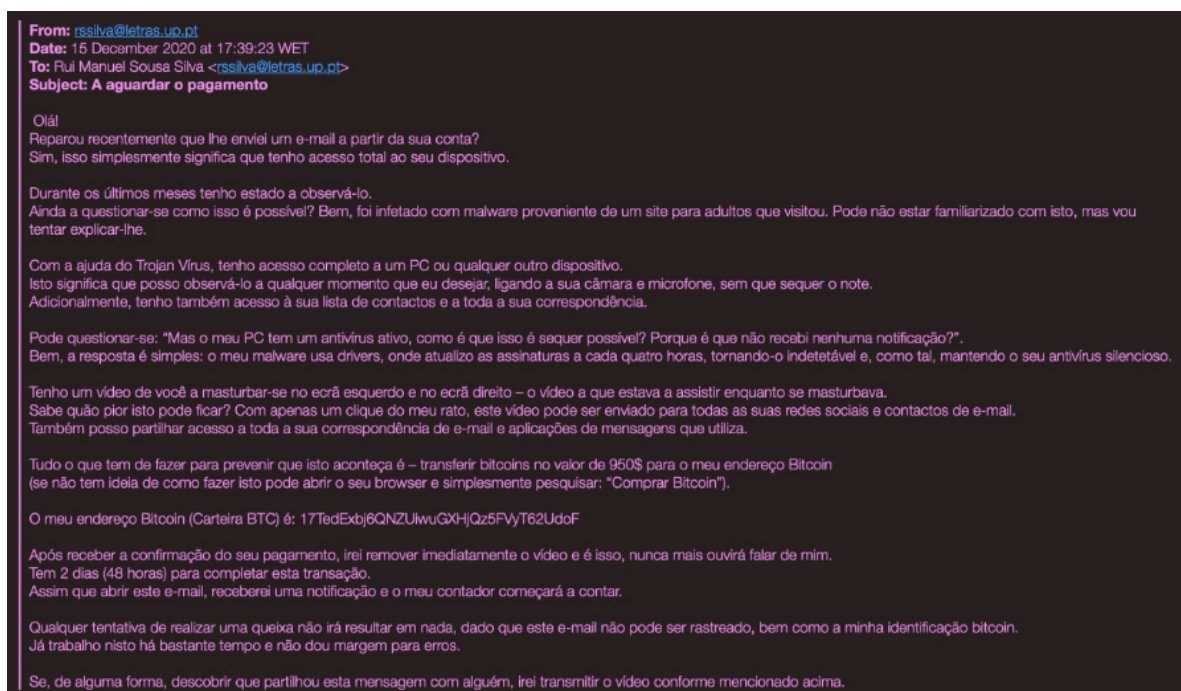 From: rssilva@letras.up.pt
Date: 15 December 2020 at 17:39:23 WET
To: Rui Manuel Sousa Silva <rssilva@letras.up.pt>
Subject: A aguardar o pagamento
Olá!
Reparou recentemente que lhe enviei um e-mail a partir da sua conta?
Sim, isso simplesmente significa que tenho acesso total ao seu dispositivo.
Durante os últimos meses tenho estado a observá-lo.
Ainda a questionar-se como isso é possível? Bem, foi infetado com malware proveniente de um site para adultos que visitou. Pode não estar familiarizado com isto, mas vou
tentar explicar-lhe.
Com a ajuda do Trojan Vírus, tenho acesso completo a um PC ou qualquer outro dispositivo.
Isto significa que posso observá-lo a qualquer momento que eu desejar, ligando a sua câmara e microfone, sem que sequer o note.
Adicionalmente, tenho também acesso à sua lista de contactos e a toda a sua correspondência.
Pode questionar-se: “Mas o meu PC tem um antivírus ativo, como é que isso é sequer possível? Porque é que não recebi nenhuma notificação?”.
Bem, a resposta é simples: o meu malware usa drivers, onde atualizo as assinaturas a cada quatro horas, tornando-o indetetável e, como tal, mantendo o seu antivírus silencioso.
Tenho um vídeo de você a masturbar-se no ecrã esquerdo e no ecrã direito – o vídeo a que estava a assistir enquanto se masturbava.
Sabe quão pior isto pode ficar? Com apenas um clique do meu rato, este vídeo pode ser enviado para todas as suas redes sociais e contactos de e-mail.
Também posso partilhar acesso a toda a sua correspondência de e-mail e aplicações de mensagens que utiliza.
Tudo o que tem de fazer para prevenir que isto aconteça é – transferir bitcoins no valor de 950$ para o meu endereço Bitcoin
(se não tem ideia de como fazer isto pode abrir o seu browser e simplesmente pesquisar: “Comprar Bitcoin”).
O meu endereço Bitcoin (Carteira BTC) é: 17TedExbj6QNZUiwuGXHjQz5FVyT62UdoF
Após receber a confirmação do seu pagamento, irei remover imediatamente o vídeo e é isso, nunca mais ouvirá falar de mim.
Tem 2 dias (48 horas) para completar esta transação.
Assim que abrir este e-mail, receberei uma notificação e o meu contador começará a contar.
Qualquer tentativa de realizar uma queixa não irá resultar em nada, dado que este e-mail não pode ser rastreado, bem como a minha identificação bitcoin.
Já trabalho nisto há bastante tempo e não dou margem para erros.
Se, de alguma forma, descobrir que partilhou esta mensagem com alguém, irei transmitir o vídeo conforme mencionado acima.